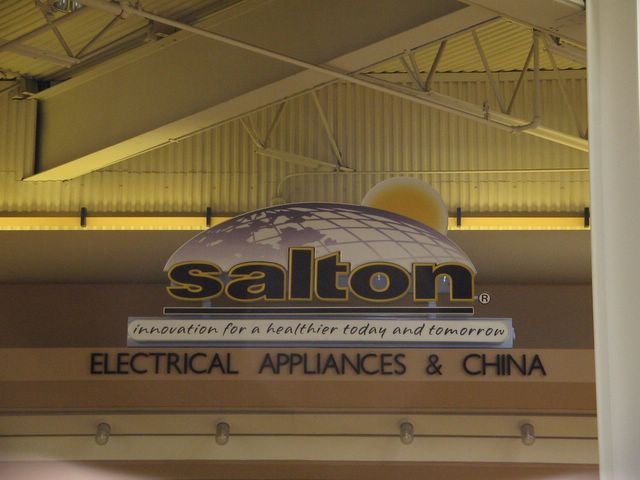 salton®
innovation for a healthier today and tomorrow
ELECTRICAL APPLIANCES & CHINA